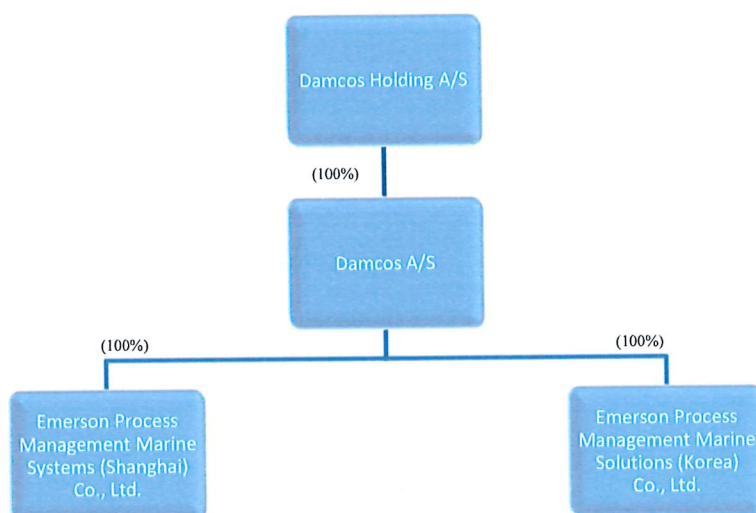 Damcos Holding A/S
(100%)
Damcos A/S
(100%)
(100%)
Emerson Process
Management Marine
Systems (Shanghai)
Co., Ltd.
Emerson Process
Management Marine
Solutions (Korea)
Co., Ltd.